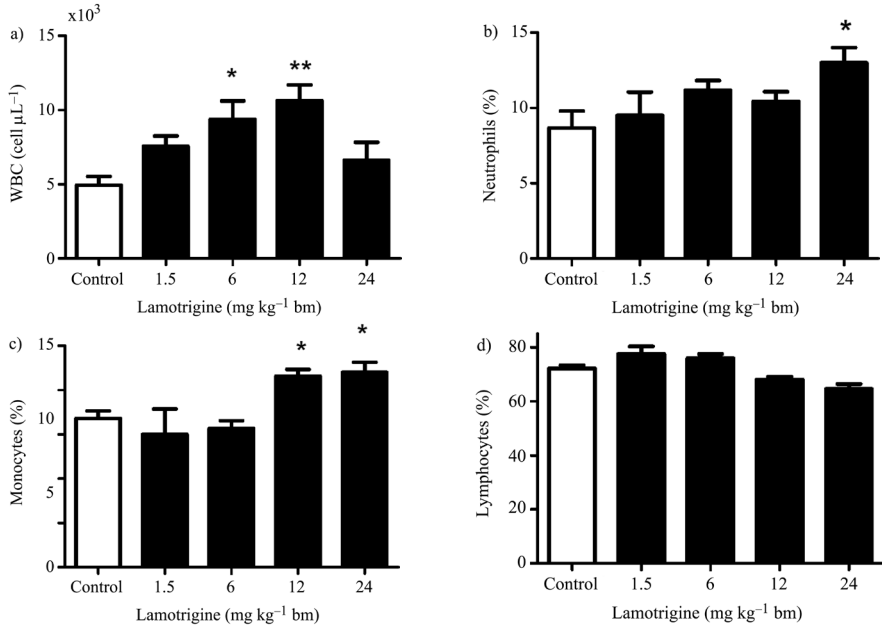 a)
×10³
WBC (cell μL⁻¹)
15
10
5
0
*
**
Control 1.5 6 12 24
Lamotrigine (mg kg⁻¹ bm)
b)
Neutrophils (%)
15
10
5
0
*
Control 1.5 6 12 24
Lamotrigine (mg kg⁻¹ bm)
c)
Monocytes (%)
15
10
5
0
*
*
Control 1.5 6 12 24
Lamotrigine (mg kg⁻¹ bm)
d)
Lymphocytes (%)
80
60
40
20
0
Control 1.5 6 12 24
Lamotrigine (mg kg⁻¹ bm)